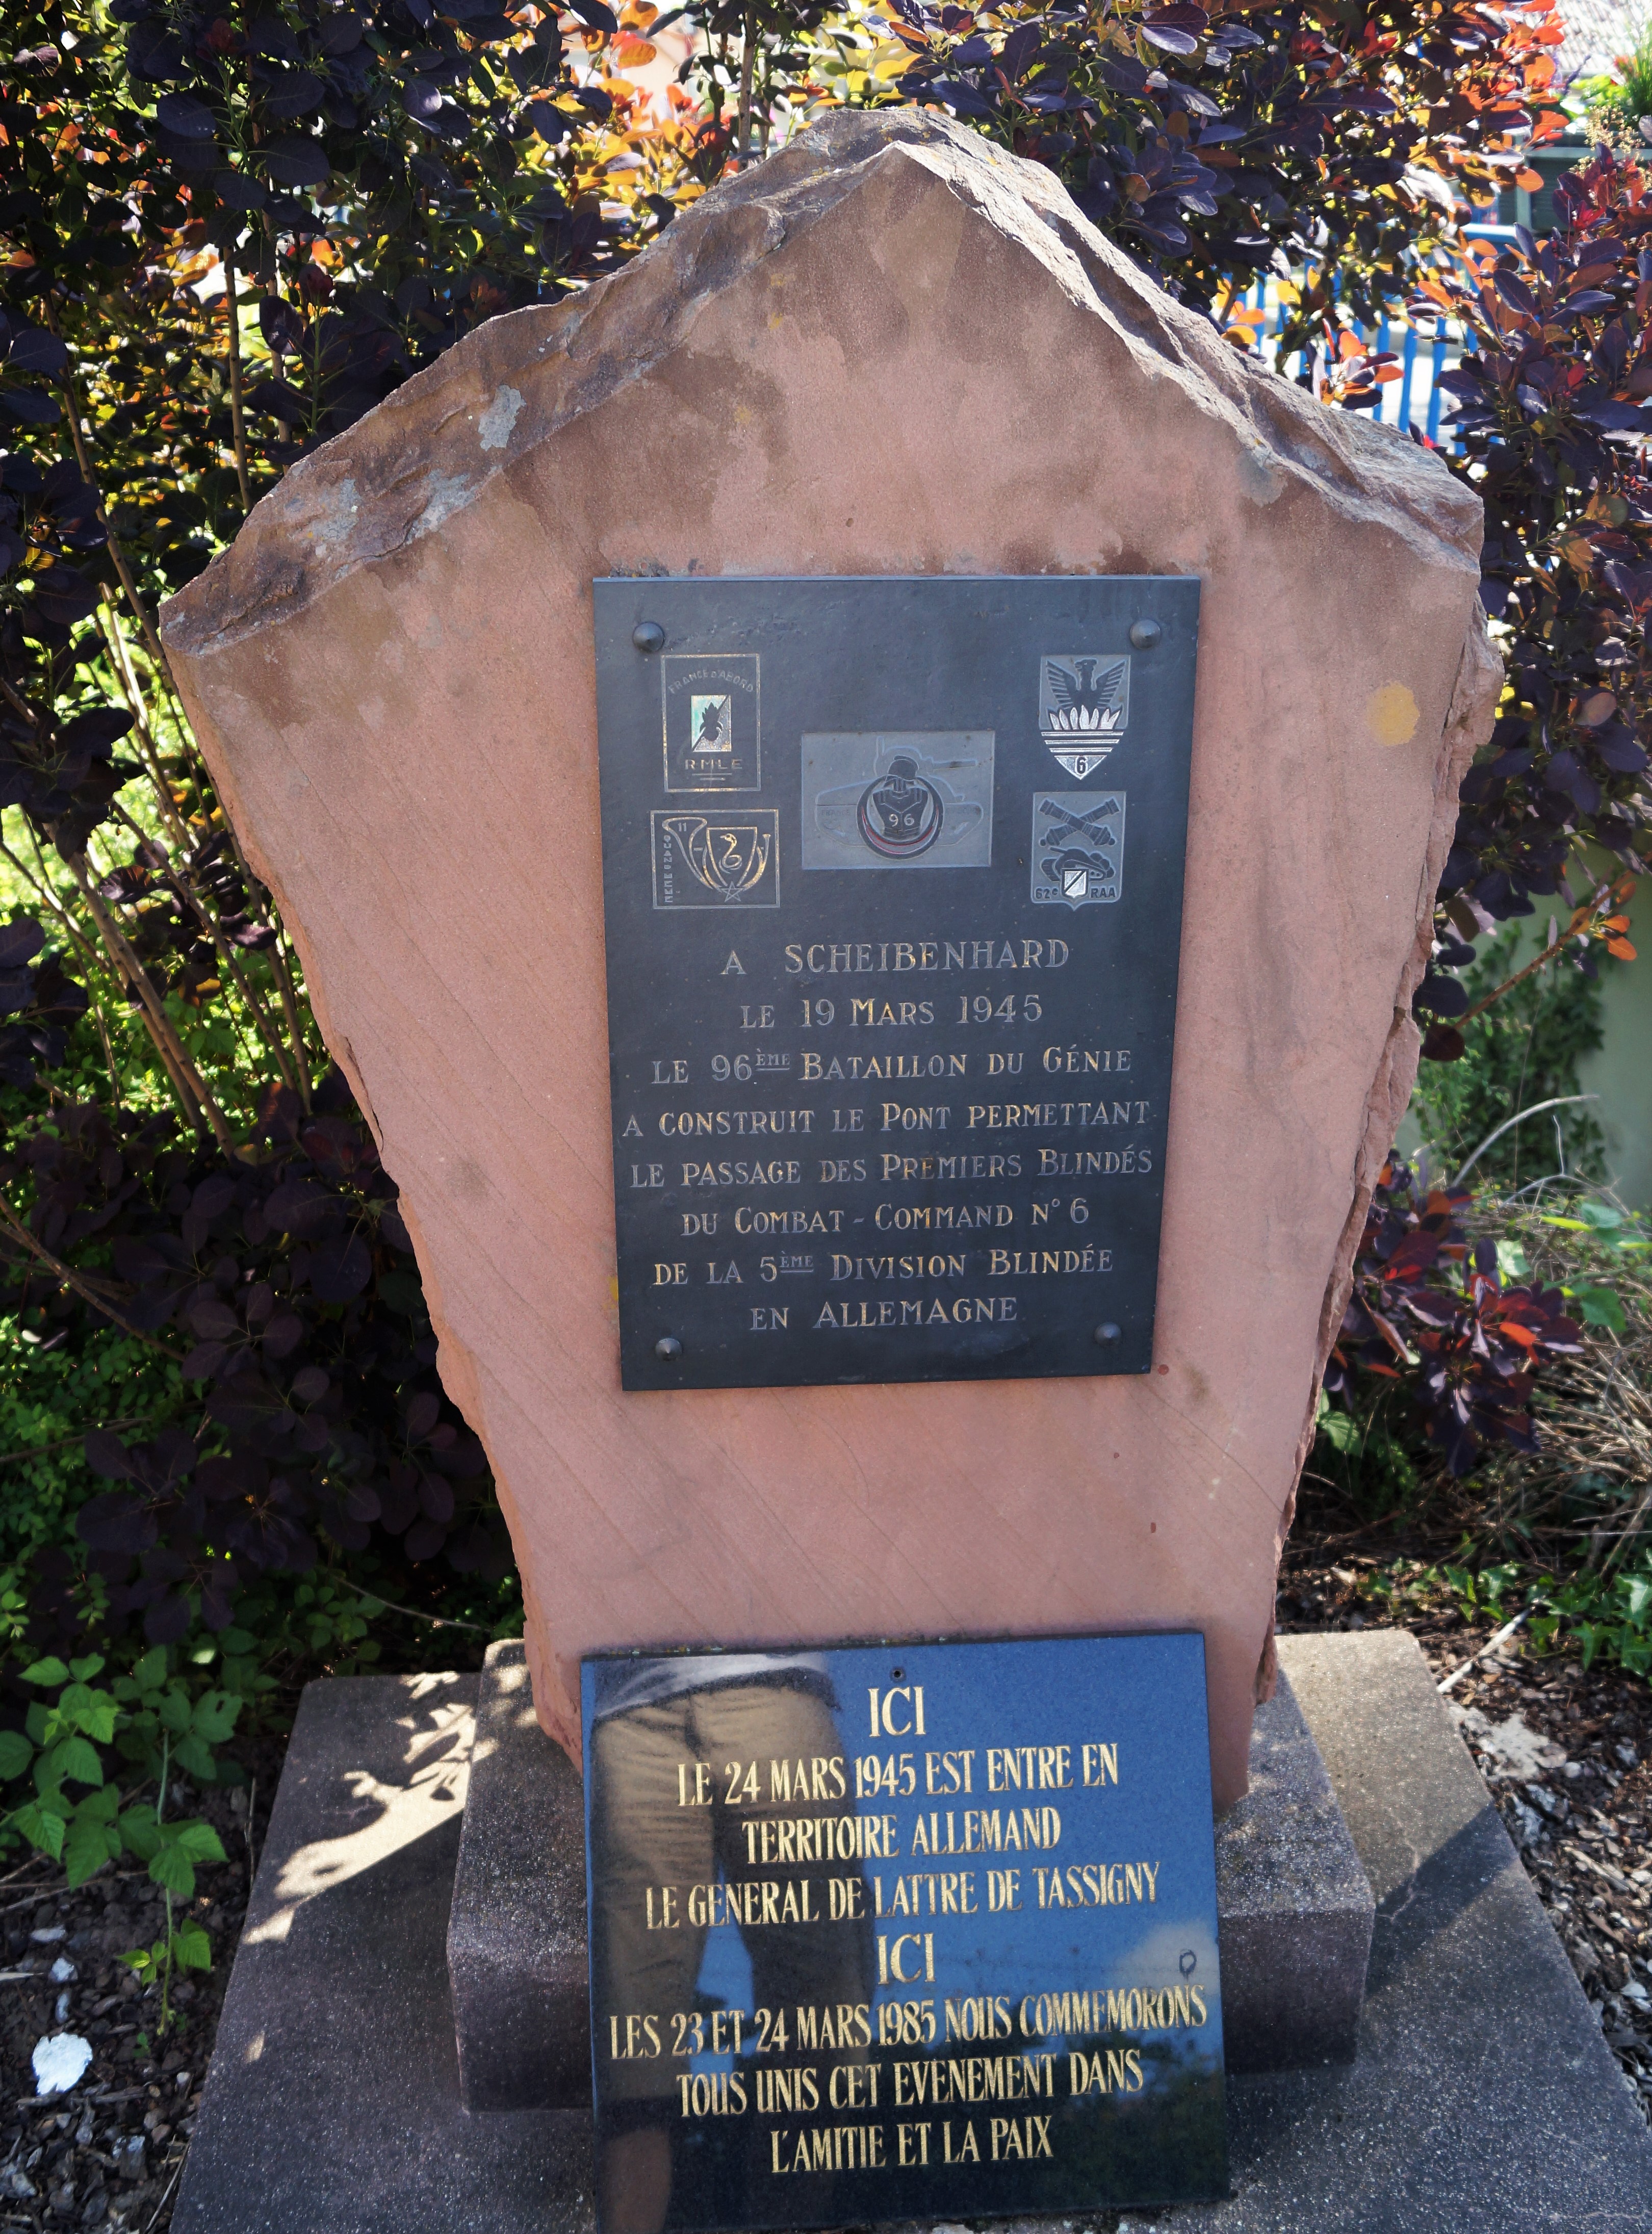 FRANCE D'ABORD
RMLE
6
96
11
QUAND MEME
62e RAA
A SCHEIBENHARD
LE 19 MARS 1945
LE 96ÈME BATAILLON DU GÉNIE
A CONSTRUIT LE PONT PERMETTANT
LE PASSAGE DES PREMIERS BLINDÉS
DU COMBAT-COMMAND N° 6
DE LA 5ÈME DIVISION BLINDÉE
EN ALLEMAGNE
ICI
LE 24 MARS 1945 EST ENTRE EN
TERRITOIRE ALLEMAND
LE GENERAL DE LATTRE DE TASSIGNY
ICI
LES 23 ET 24 MARS 1985 NOUS COMMEMORONS
TOUS UNIS CET EVENEMENT DANS
L'AMITIE ET LA PAIX